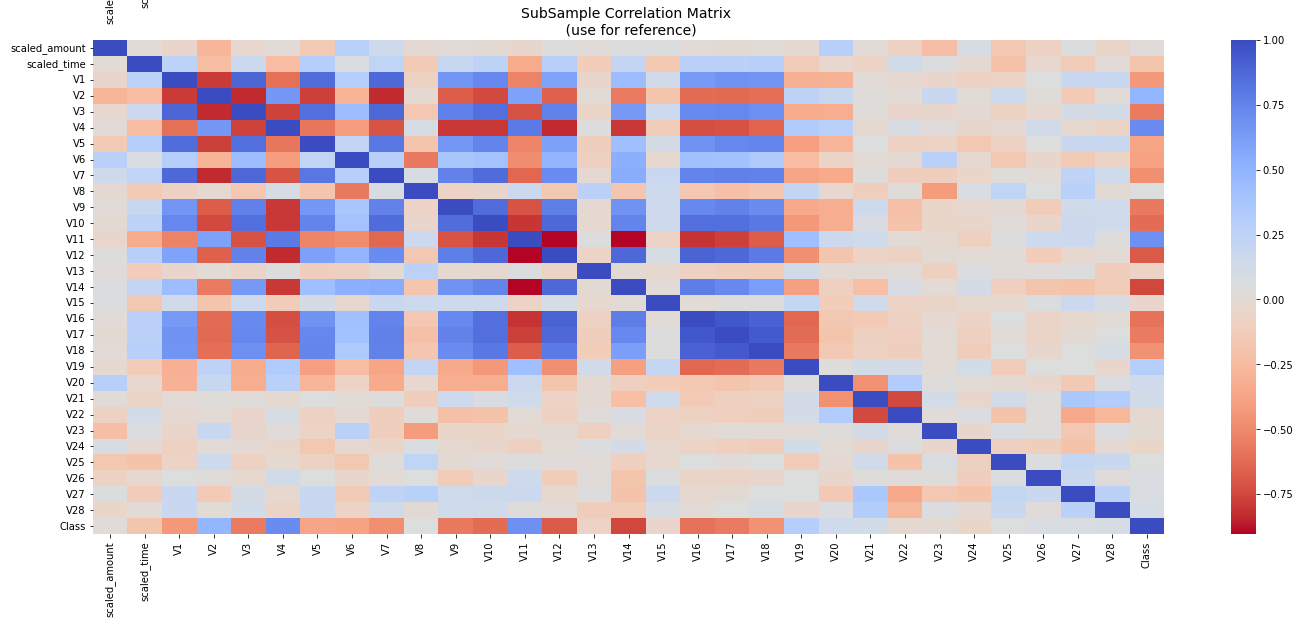 scaled
sc
SubSample Correlation Matrix
(use for reference)
scaled_amount
scaled_time
V1
V2
V3
V4
V5
V6
V7
V8
V9
V10
V11
V12
V13
V14
V15
V16
V17
V18
V19
V20
V21
V22
V23
V24
V25
V26
V27
V28
Class
scaled_amount scaled_time V1 V2 V3 V4 V5 V6 V7 V8 V9 V10 V11 V12 V13 V14 V15 V16 V17 V18 V19 V20 V21 V22 V23 V24 V25 V26 V27 V28 Class
1.00
0.75
0.50
0.25
0.00
−0.25
−0.50
−0.75